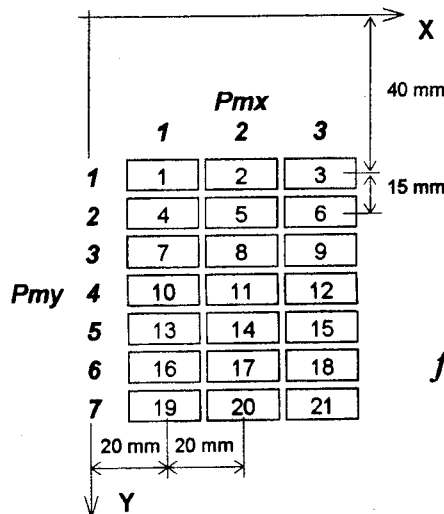 X
40 mm
Pmx
1 2 3
1 1 2 3
15 mm
2 4 5 6
3 7 8 9
Pmy 4 10 11 12
5 13 14 15
6 16 17 18 f
7 19 20 21
20 mm 20 mm
Y